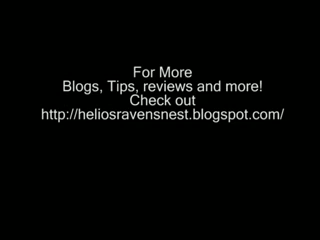 For More
Blogs, Tips, reviews and more!
Check out
http://heliosravensnest.blogspot.com/